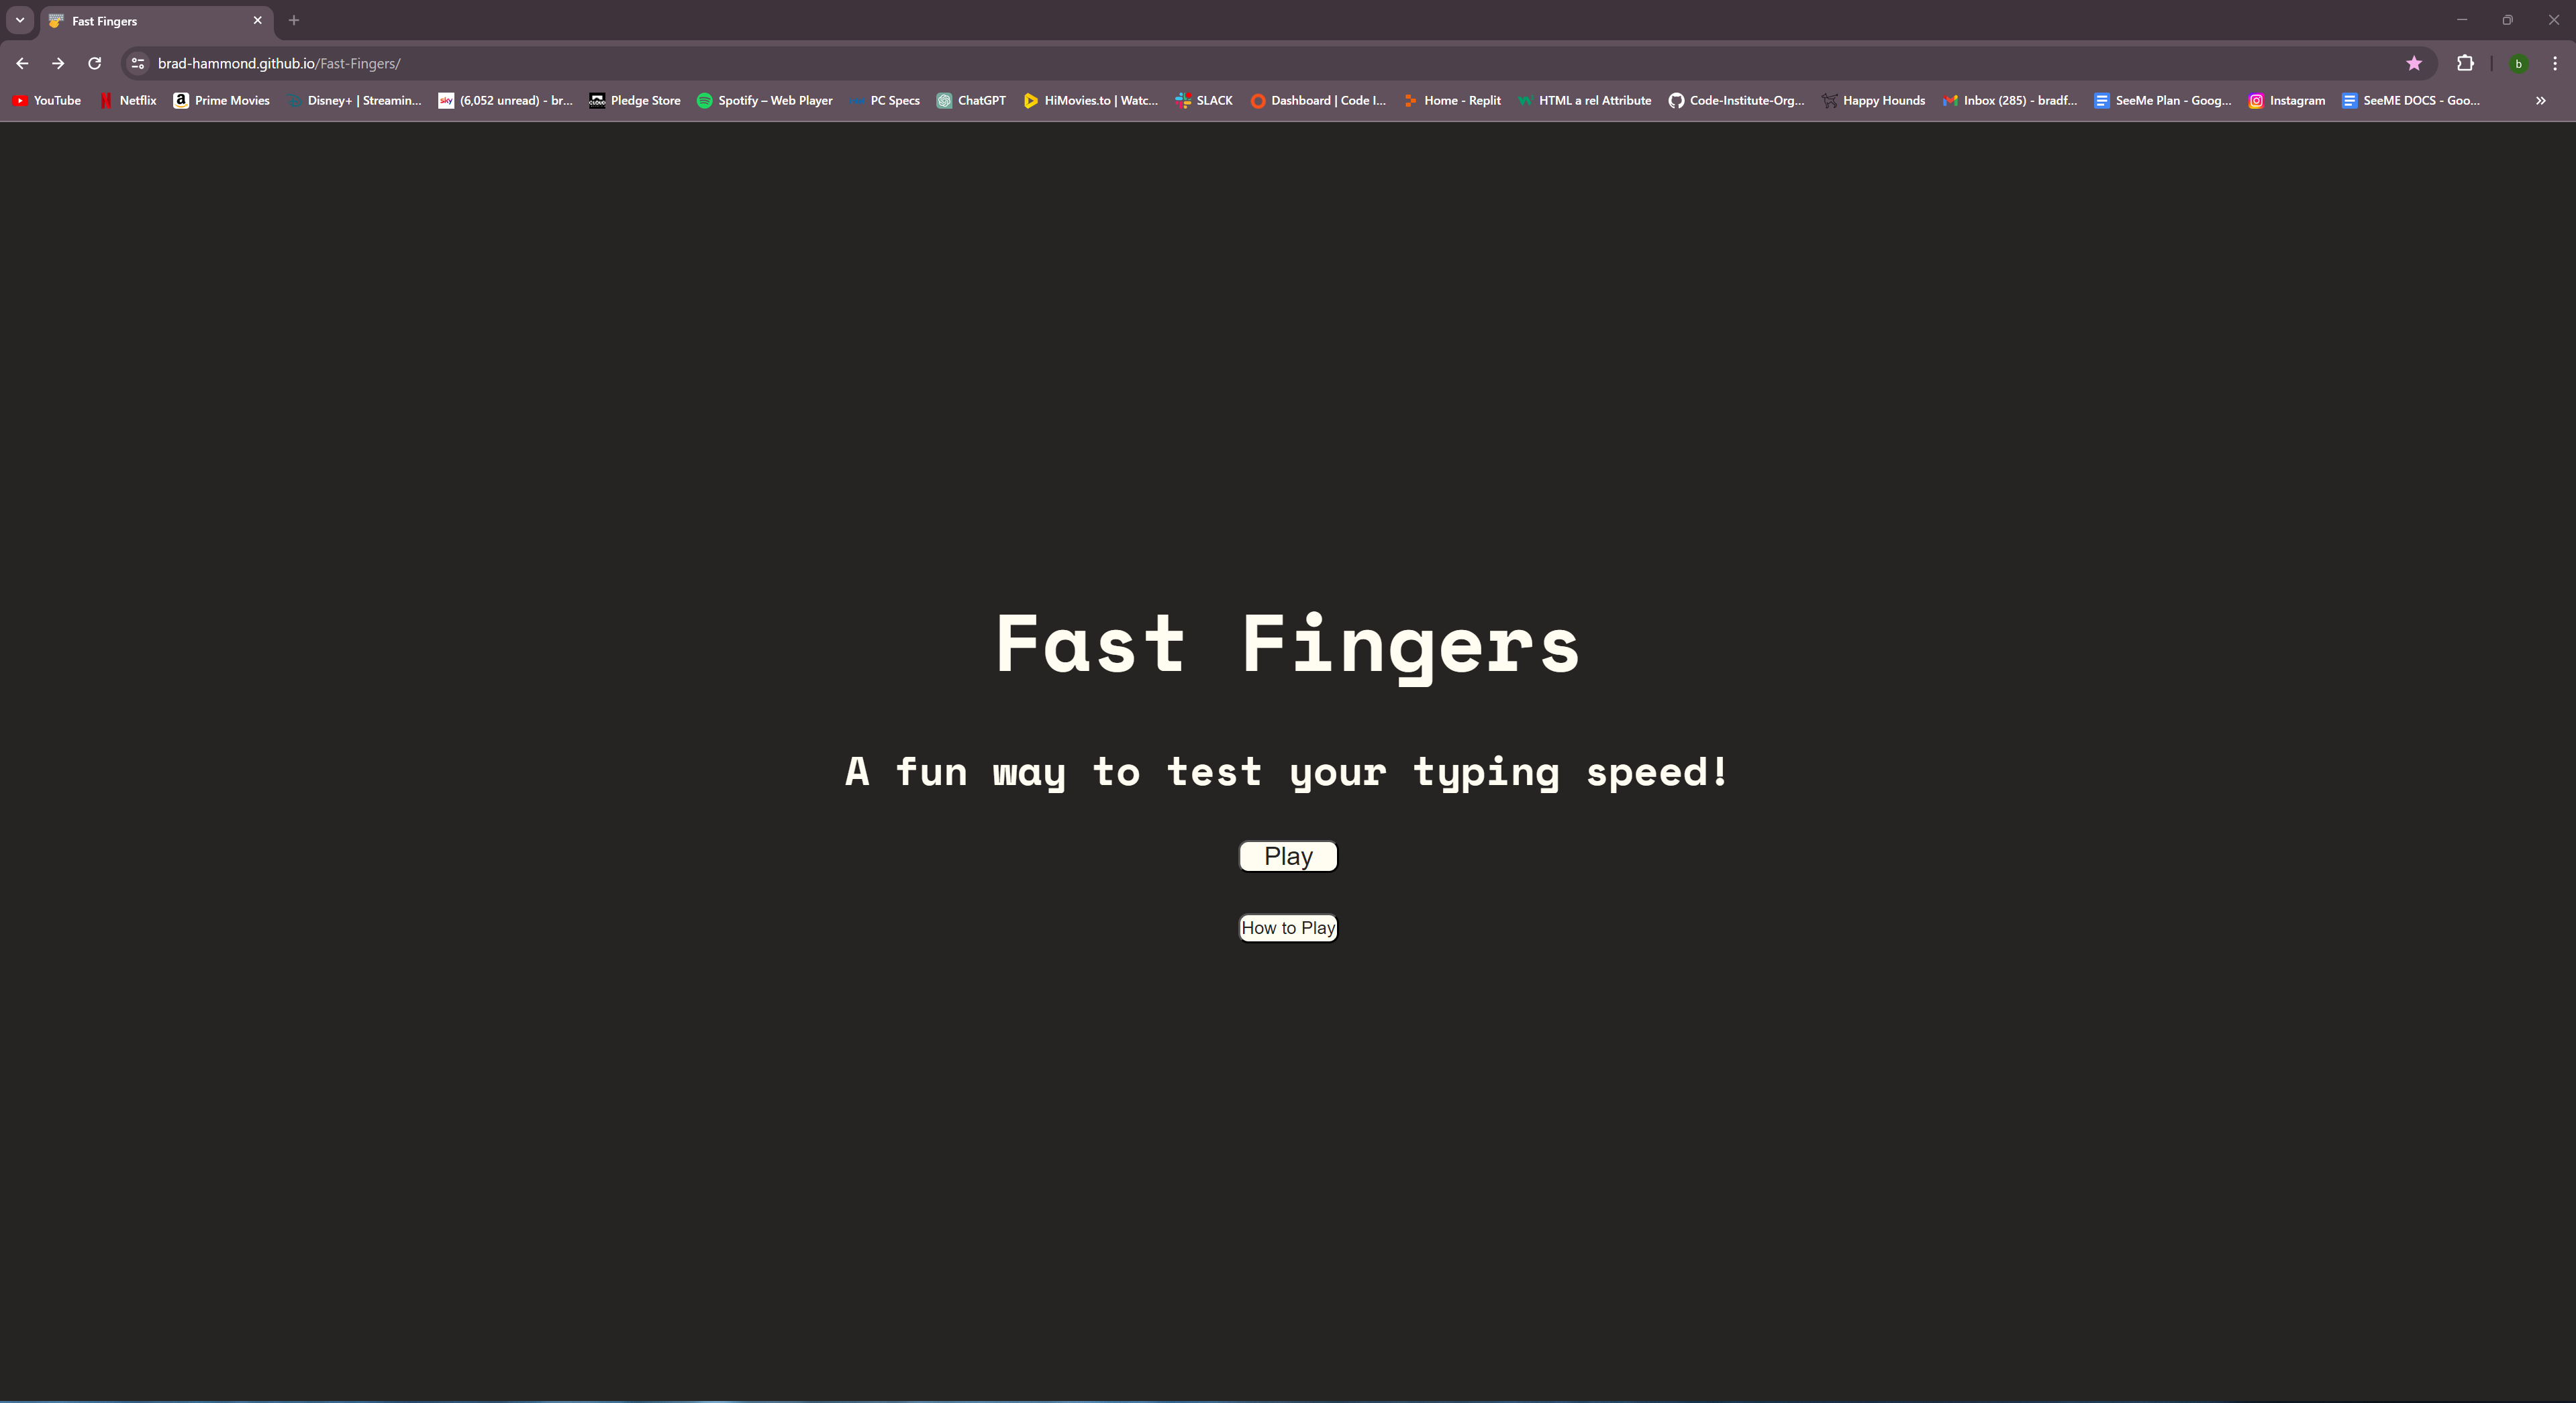 Fast Fingers
brad-hammond.github.io/Fast-Fingers/
b
YouTube Netflix Prime Movies Disney+ | Streamin... sky (6,052 unread) - br... Pledge Store Spotify – Web Player PC Specs ChatGPT HiMovies.to | Watc... SLACK Dashboard | Code I... Home - Replit HTML a rel Attribute Code-Institute-Org... Happy Hounds Inbox (285) - bradf... SeeMe Plan - Goog... Instagram SeeME DOCS - Goo...
Fast Fingers
A fun way to test your typing speed!
Play
How to Play